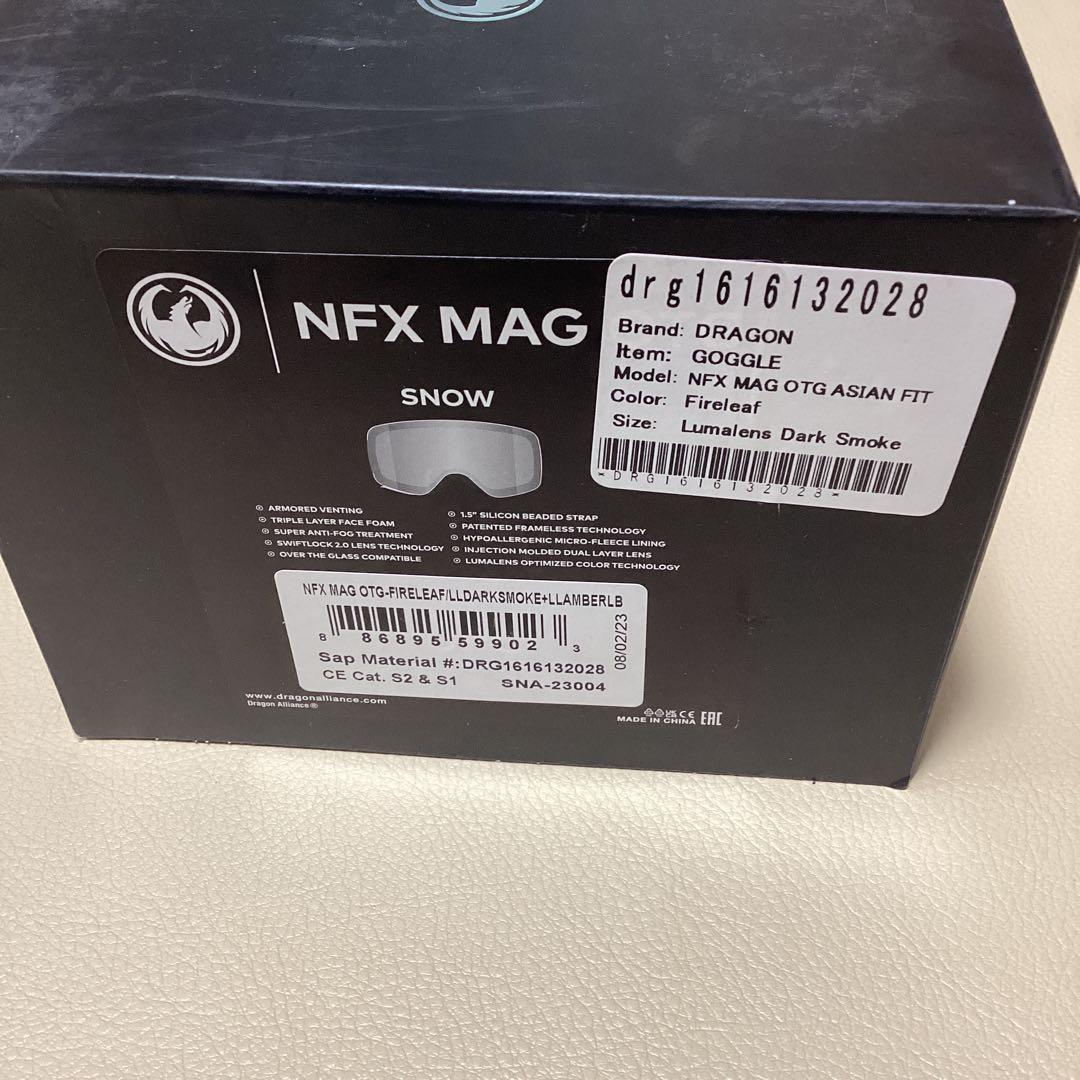 NFX MAG
SNOW
ARMORED VENTING
TRIPLE LAYER FACE FOAM
SUPER ANTI-FOG TREATMENT
SWIFTLOCK 2.0 LENS TECHNOLOGY
OVER THE GLASS COMPATIBLE
1.5" SILICON BEADED STRAP
PATENTED FRAMELESS TECHNOLOGY
HYPOALLERGENIC MICRO-FLEECE LINING
INJECTION MOLDED DUAL LAYER LENS
LUMALENS OPTIMIZED COLOR TECHNOLOGY
drg1616132028
Brand: DRAGON
Item: GOGGLE
Model: NFX MAG OTG ASIAN FIT
Color: Fireleaf
Size: Lumalens Dark Smoke
*DRG1616132028*
NFX MAG OTG-FIRELEAF/LLDARKSMOKE+LLAMBERLB
8 86895 59902 3
08/02/23
Sap Material #:DRG1616132028
CE Cat. S2 & S1 SNA-23004
www.dragonalliance.com
Dragon Alliance®
CE
MADE IN CHINA EAC